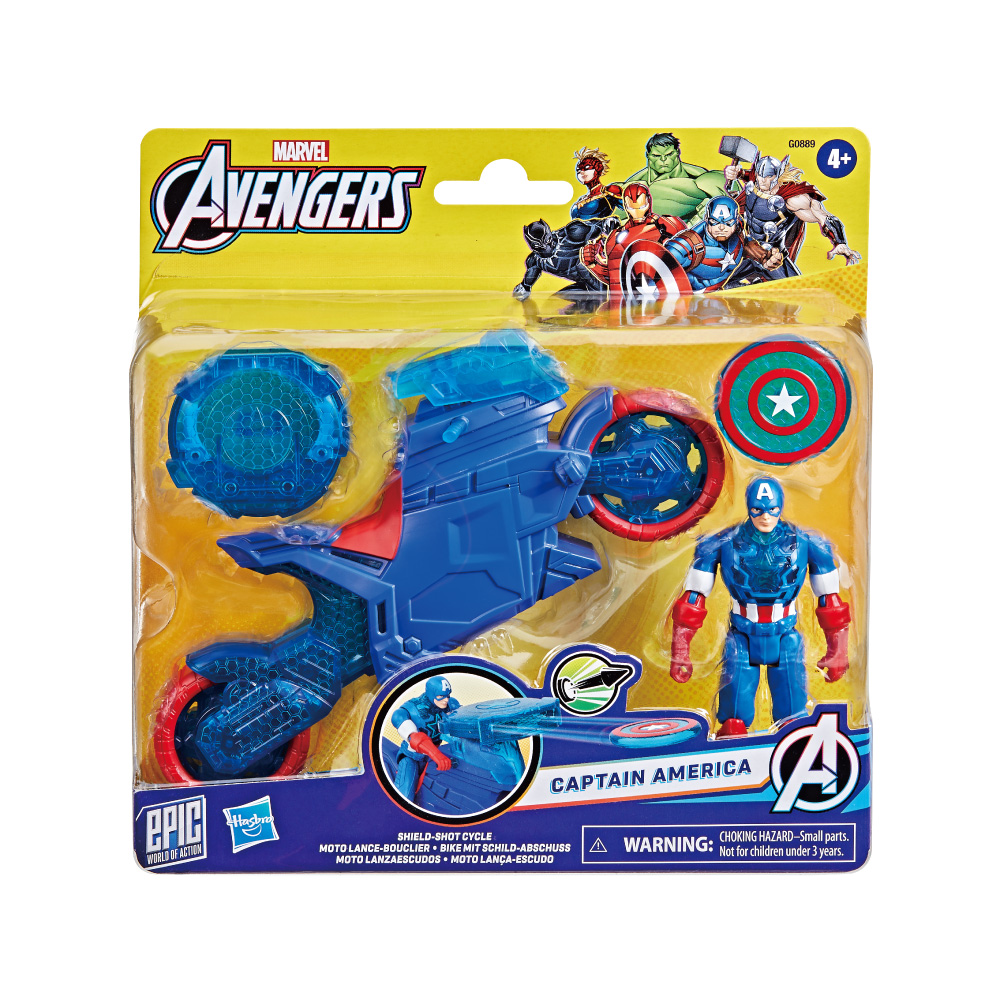 MARVEL
AVENGERS
G0889
4+
A
A
CAPTAIN AMERICA
EPIC
WORLD OF ACTION
Hasbro
SHIELD-SHOT CYCLE
MOTO LANCE-BOUCLIER • BIKE MIT SCHILD-ABSCHUSS
MOTO LANZAESCUDOS • MOTO LANÇA-ESCUDO
WARNING: CHOKING HAZARD–Small parts.
Not for children under 3 years.